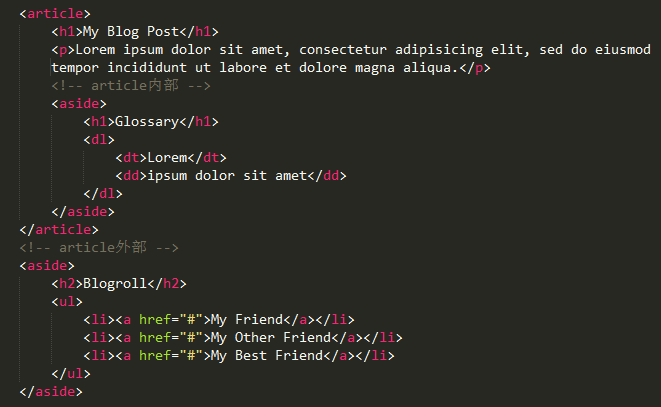 <article>
    <h1>My Blog Post</h1>
    <p>Lorem ipsum dolor sit amet, consectetur adipisicing elit, sed do eiusmod
    tempor incididunt ut labore et dolore magna aliqua.</p>
    <!-- article内部 -->
    <aside>
        <h1>Glossary</h1>
        <dl>
            <dt>Lorem</dt>
            <dd>ipsum dolor sit amet</dd>
        </dl>
    </aside>
</article>
<!-- article外部 -->
<aside>
    <h2>Blogroll</h2>
    <ul>
        <li><a href="#">My Friend</a></li>
        <li><a href="#">My Other Friend</a></li>
        <li><a href="#">My Best Friend</a></li>
    </ul>
</aside>